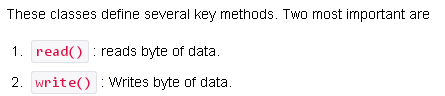 These classes define several key methods. Two most important are
1. read() : reads byte of data.
2. write() : Writes byte of data.